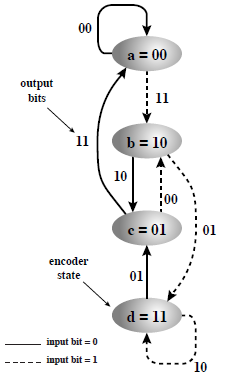 00
a = 00
output
bits
11
11
b = 10
10
00
c = 01
01
encoder
state
01
d = 11
10
input bit = 0
input bit = 1